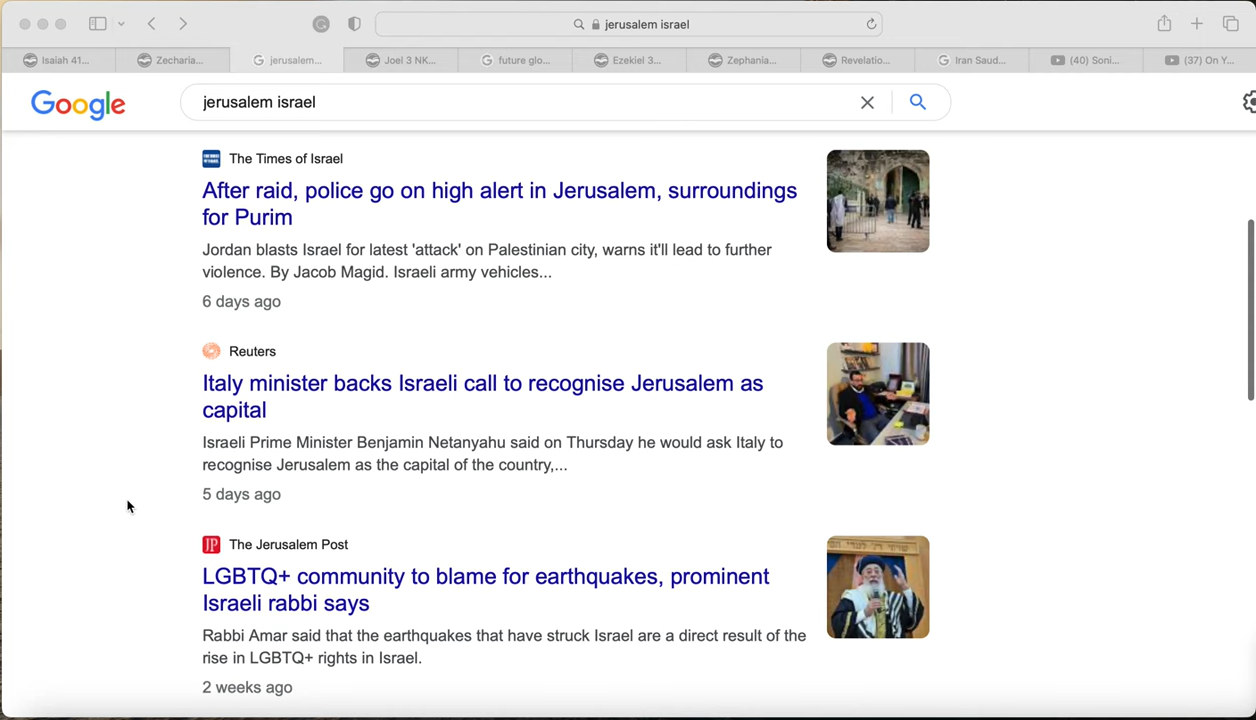 jerusalem israel
Isaiah 41...
Zecharia...
jerusalem...
Joel 3 NK...
future glo...
Ezekiel 3...
Zephania...
Revelatio...
Iran Saud...
(40) Soni...
(37) On Y...
Google
jerusalem israel
The Times of Israel
After raid, police go on high alert in Jerusalem, surroundings
for Purim
Jordan blasts Israel for latest 'attack' on Palestinian city, warns it'll lead to further
violence. By Jacob Magid. Israeli army vehicles...
6 days ago
Reuters
Italy minister backs Israeli call to recognise Jerusalem as
capital
Israeli Prime Minister Benjamin Netanyahu said on Thursday he would ask Italy to
recognise Jerusalem as the capital of the country,...
5 days ago
JP The Jerusalem Post
LGBTQ+ community to blame for earthquakes, prominent
Israeli rabbi says
Rabbi Amar said that the earthquakes that have struck Israel are a direct result of the
rise in LGBTQ+ rights in Israel.
2 weeks ago